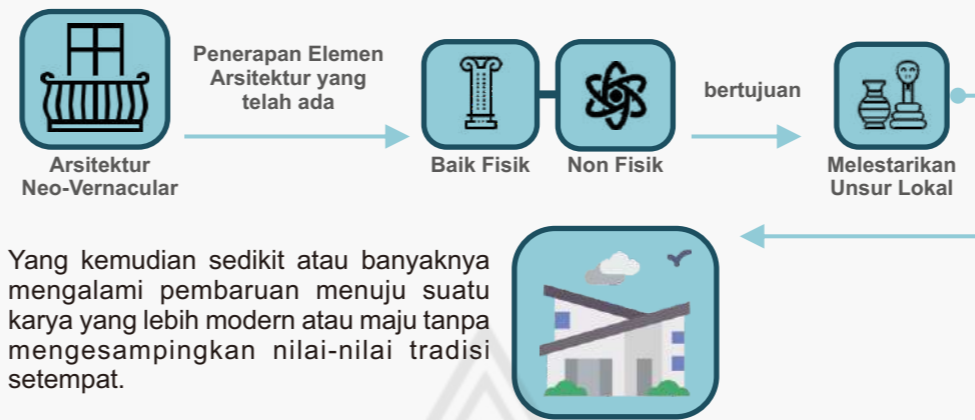 Penerapan Elemen
Arsitektur yang
telah ada
bertujuan
Arsitektur
Neo-Vernacular
Baik Fisik
Non Fisik
Melestarikan
Unsur Lokal
Yang kemudian sedikit atau banyaknya
mengalami pembaruan menuju suatu
karya yang lebih modern atau maju tanpa
mengesampingkan nilai-nilai tradisi
setempat.